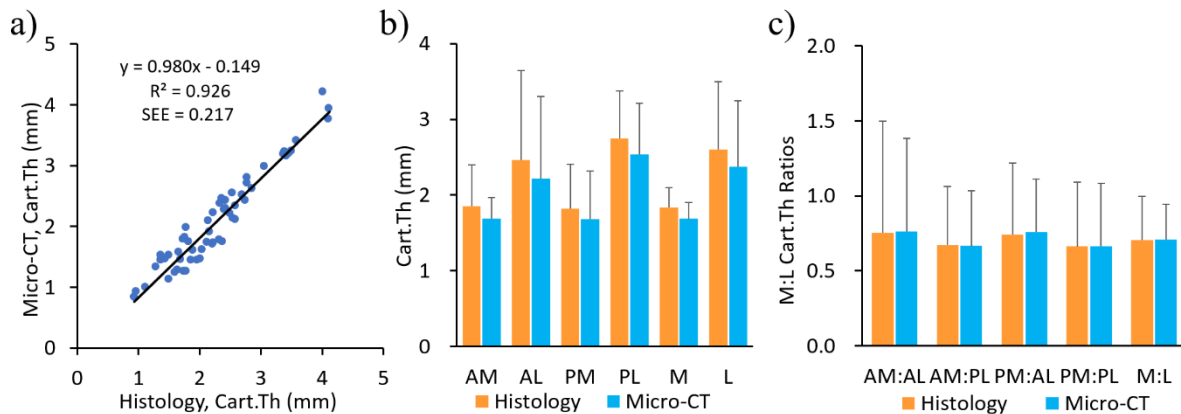 a)
y = 0.980x - 0.149
R² = 0.926
SEE = 0.217
Micro-CT, Cart.Th (mm)
5
4
3
2
1
0
1 2 3 4 5
Histology, Cart.Th (mm)
b)
Cart.Th (mm)
4
3
2
1
0
AM AL PM PL M L
Histology Micro-CT
c)
M:L Cart.Th Ratios
2.0
1.5
1.0
0.5
0.0
AM:AL AM:PL PM:AL PM:PL M:L
Histology Micro-CT